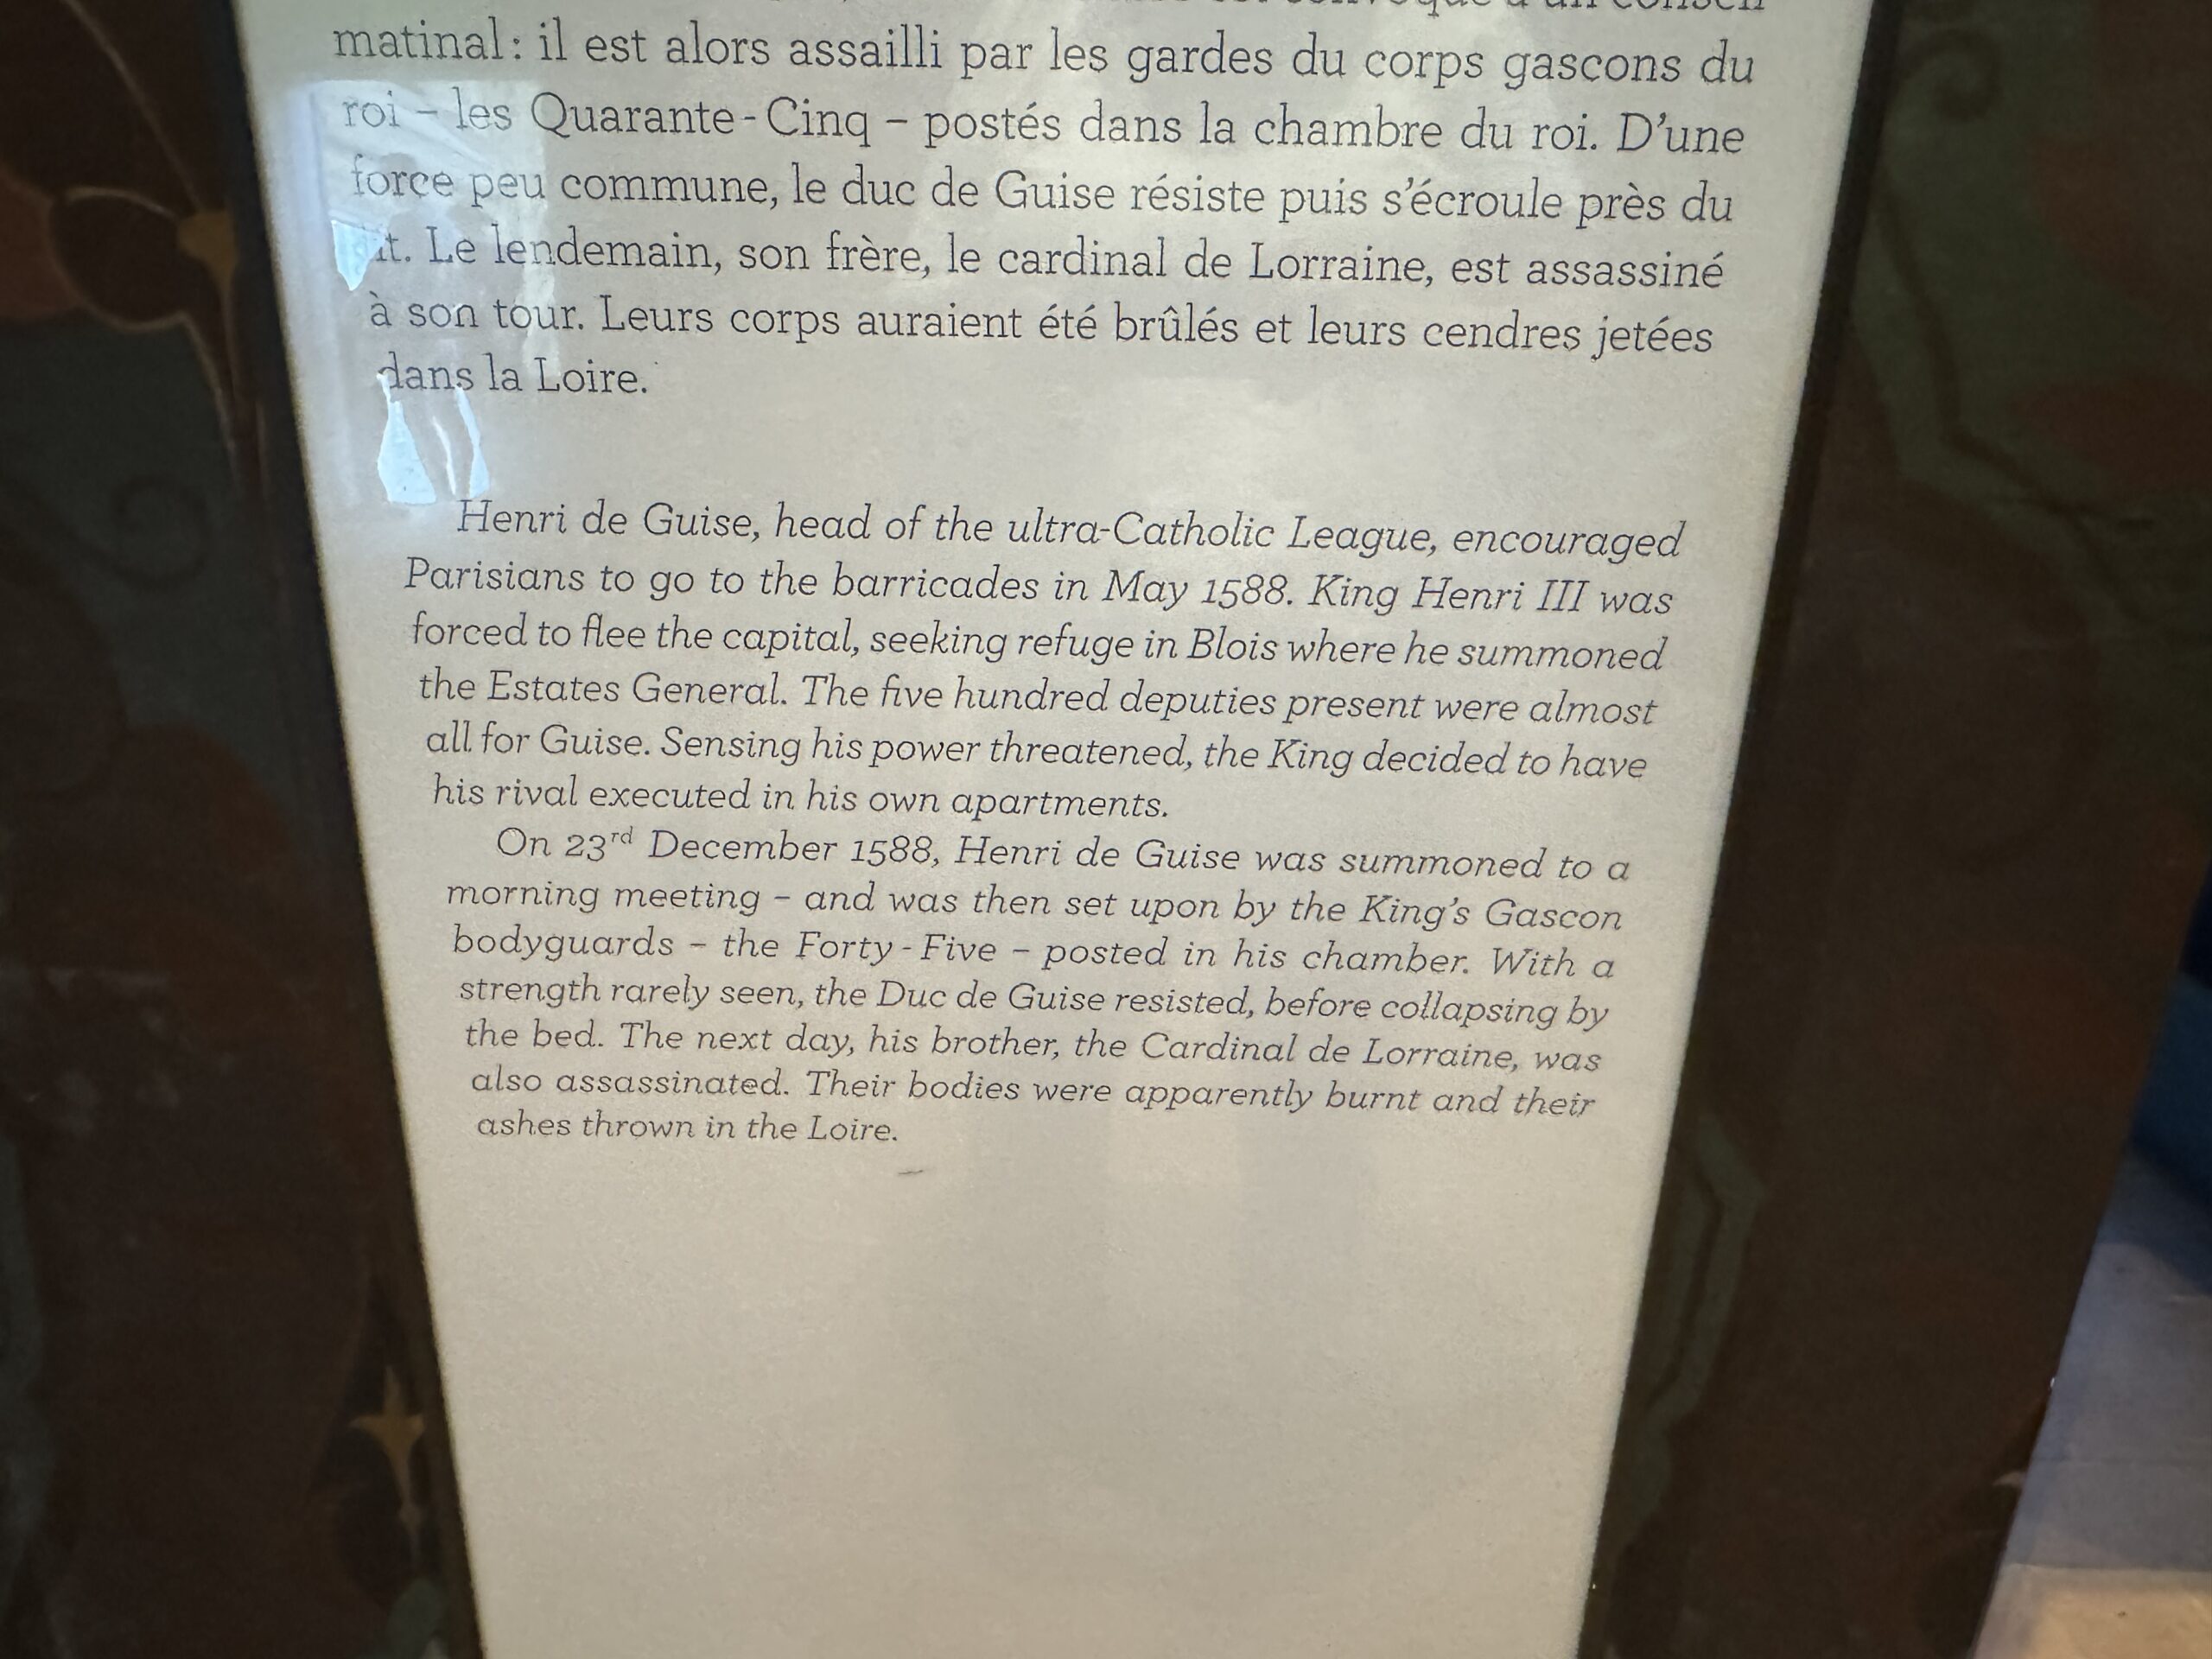 matinal : il est alors assailli par les gardes du corps gascons du
roi – les Quarante-Cinq – postés dans la chambre du roi. D'une
force peu commune, le duc de Guise résiste puis s'écroule près du
Le lendemain, son frère, le cardinal de Lorraine, est assassiné
à son tour. Leurs corps auraient été brûlés et leurs cendres jetées
dans la Loire.
Henri de Guise, head of the ultra-Catholic League, encouraged
Parisians to go to the barricades in May 1588. King Henri III was
forced to flee the capital, seeking refuge in Blois where he summoned
the Estates General. The five hundred deputies present were almost
all for Guise. Sensing his power threatened, the King decided to have
his rival executed in his own apartments.
On 23rd December 1588, Henri de Guise was summoned to a
morning meeting – and was then set upon by the King's Gascon
bodyguards – the Forty-Five – posted in his chamber. With a
strength rarely seen, the Duc de Guise resisted, before collapsing by
the bed. The next day, his brother, the Cardinal de Lorraine, was
also assassinated. Their bodies were apparently burnt and their
ashes thrown in the Loire.